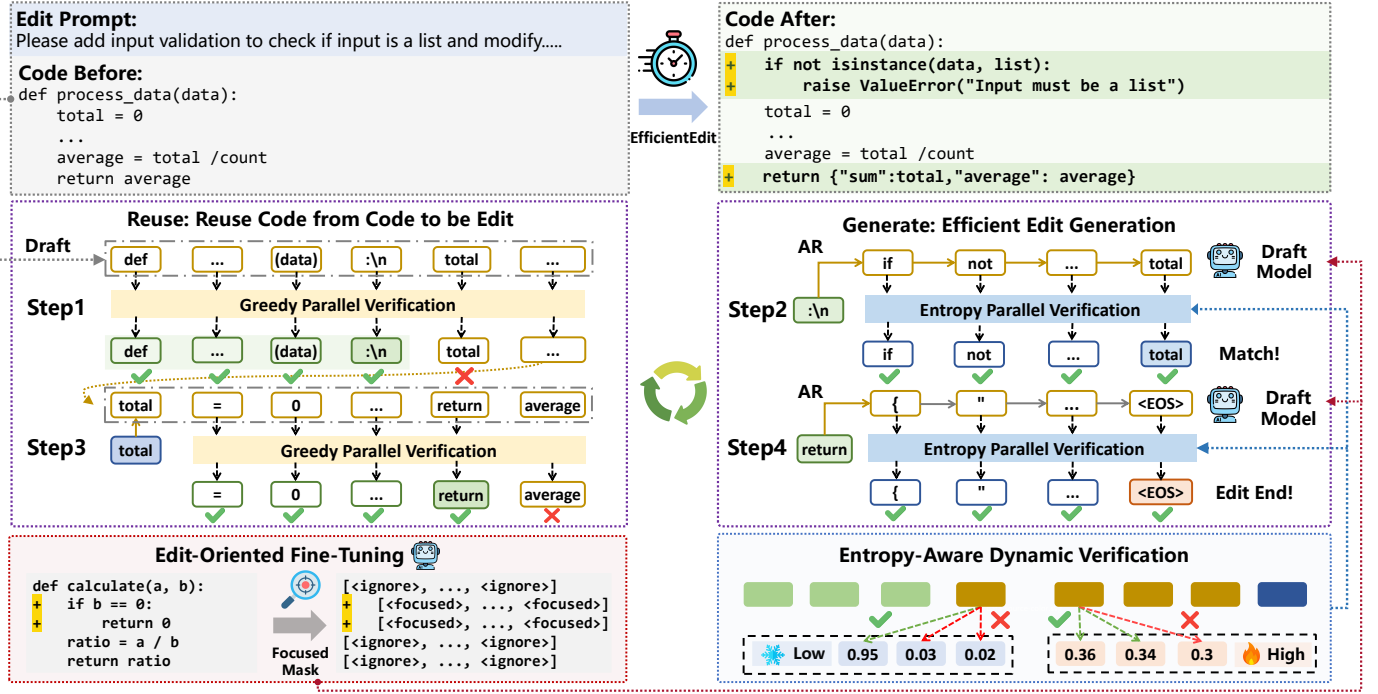 Edit Prompt:
Please add input validation to check if input is a list and modify.....
Code Before:
def process_data(data):
    total = 0
    ...
    average = total /count
    return average
EfficientEdit
Code After:
def process_data(data):
+    if not isinstance(data, list):
+        raise ValueError("Input must be a list")
    total = 0
    ...
    average = total /count
+    return {"sum":total,"average": average}
Reuse: Reuse Code from Code to be Edit
Draft
def ... (data) :\n total ...
Step1
Greedy Parallel Verification
def ... (data) :\n total ...
total = 0 ... return average
Step3
total
Greedy Parallel Verification
= 0 ... return average
Generate: Efficient Edit Generation
AR
if not ... total
Draft
Model
Step2
:\n
Entropy Parallel Verification
if not ... total
Match!
AR
{ " ... <EOS>
Draft
Model
Step4
return
Entropy Parallel Verification
{ " ... <EOS>
Edit End!
Edit-Oriented Fine-Tuning
def calculate(a, b):
+    if b == 0:
+        return 0
    ratio = a / b
    return ratio
Focused
Mask
[<ignore>, ..., <ignore>]
+    [<focused>, ..., <focused>]
+    [<focused>, ..., <focused>]
[<ignore>, ..., <ignore>]
[<ignore>, ..., <ignore>]
Entropy-Aware Dynamic Verification
Low 0.95 0.03 0.02
0.36 0.34 0.3 High